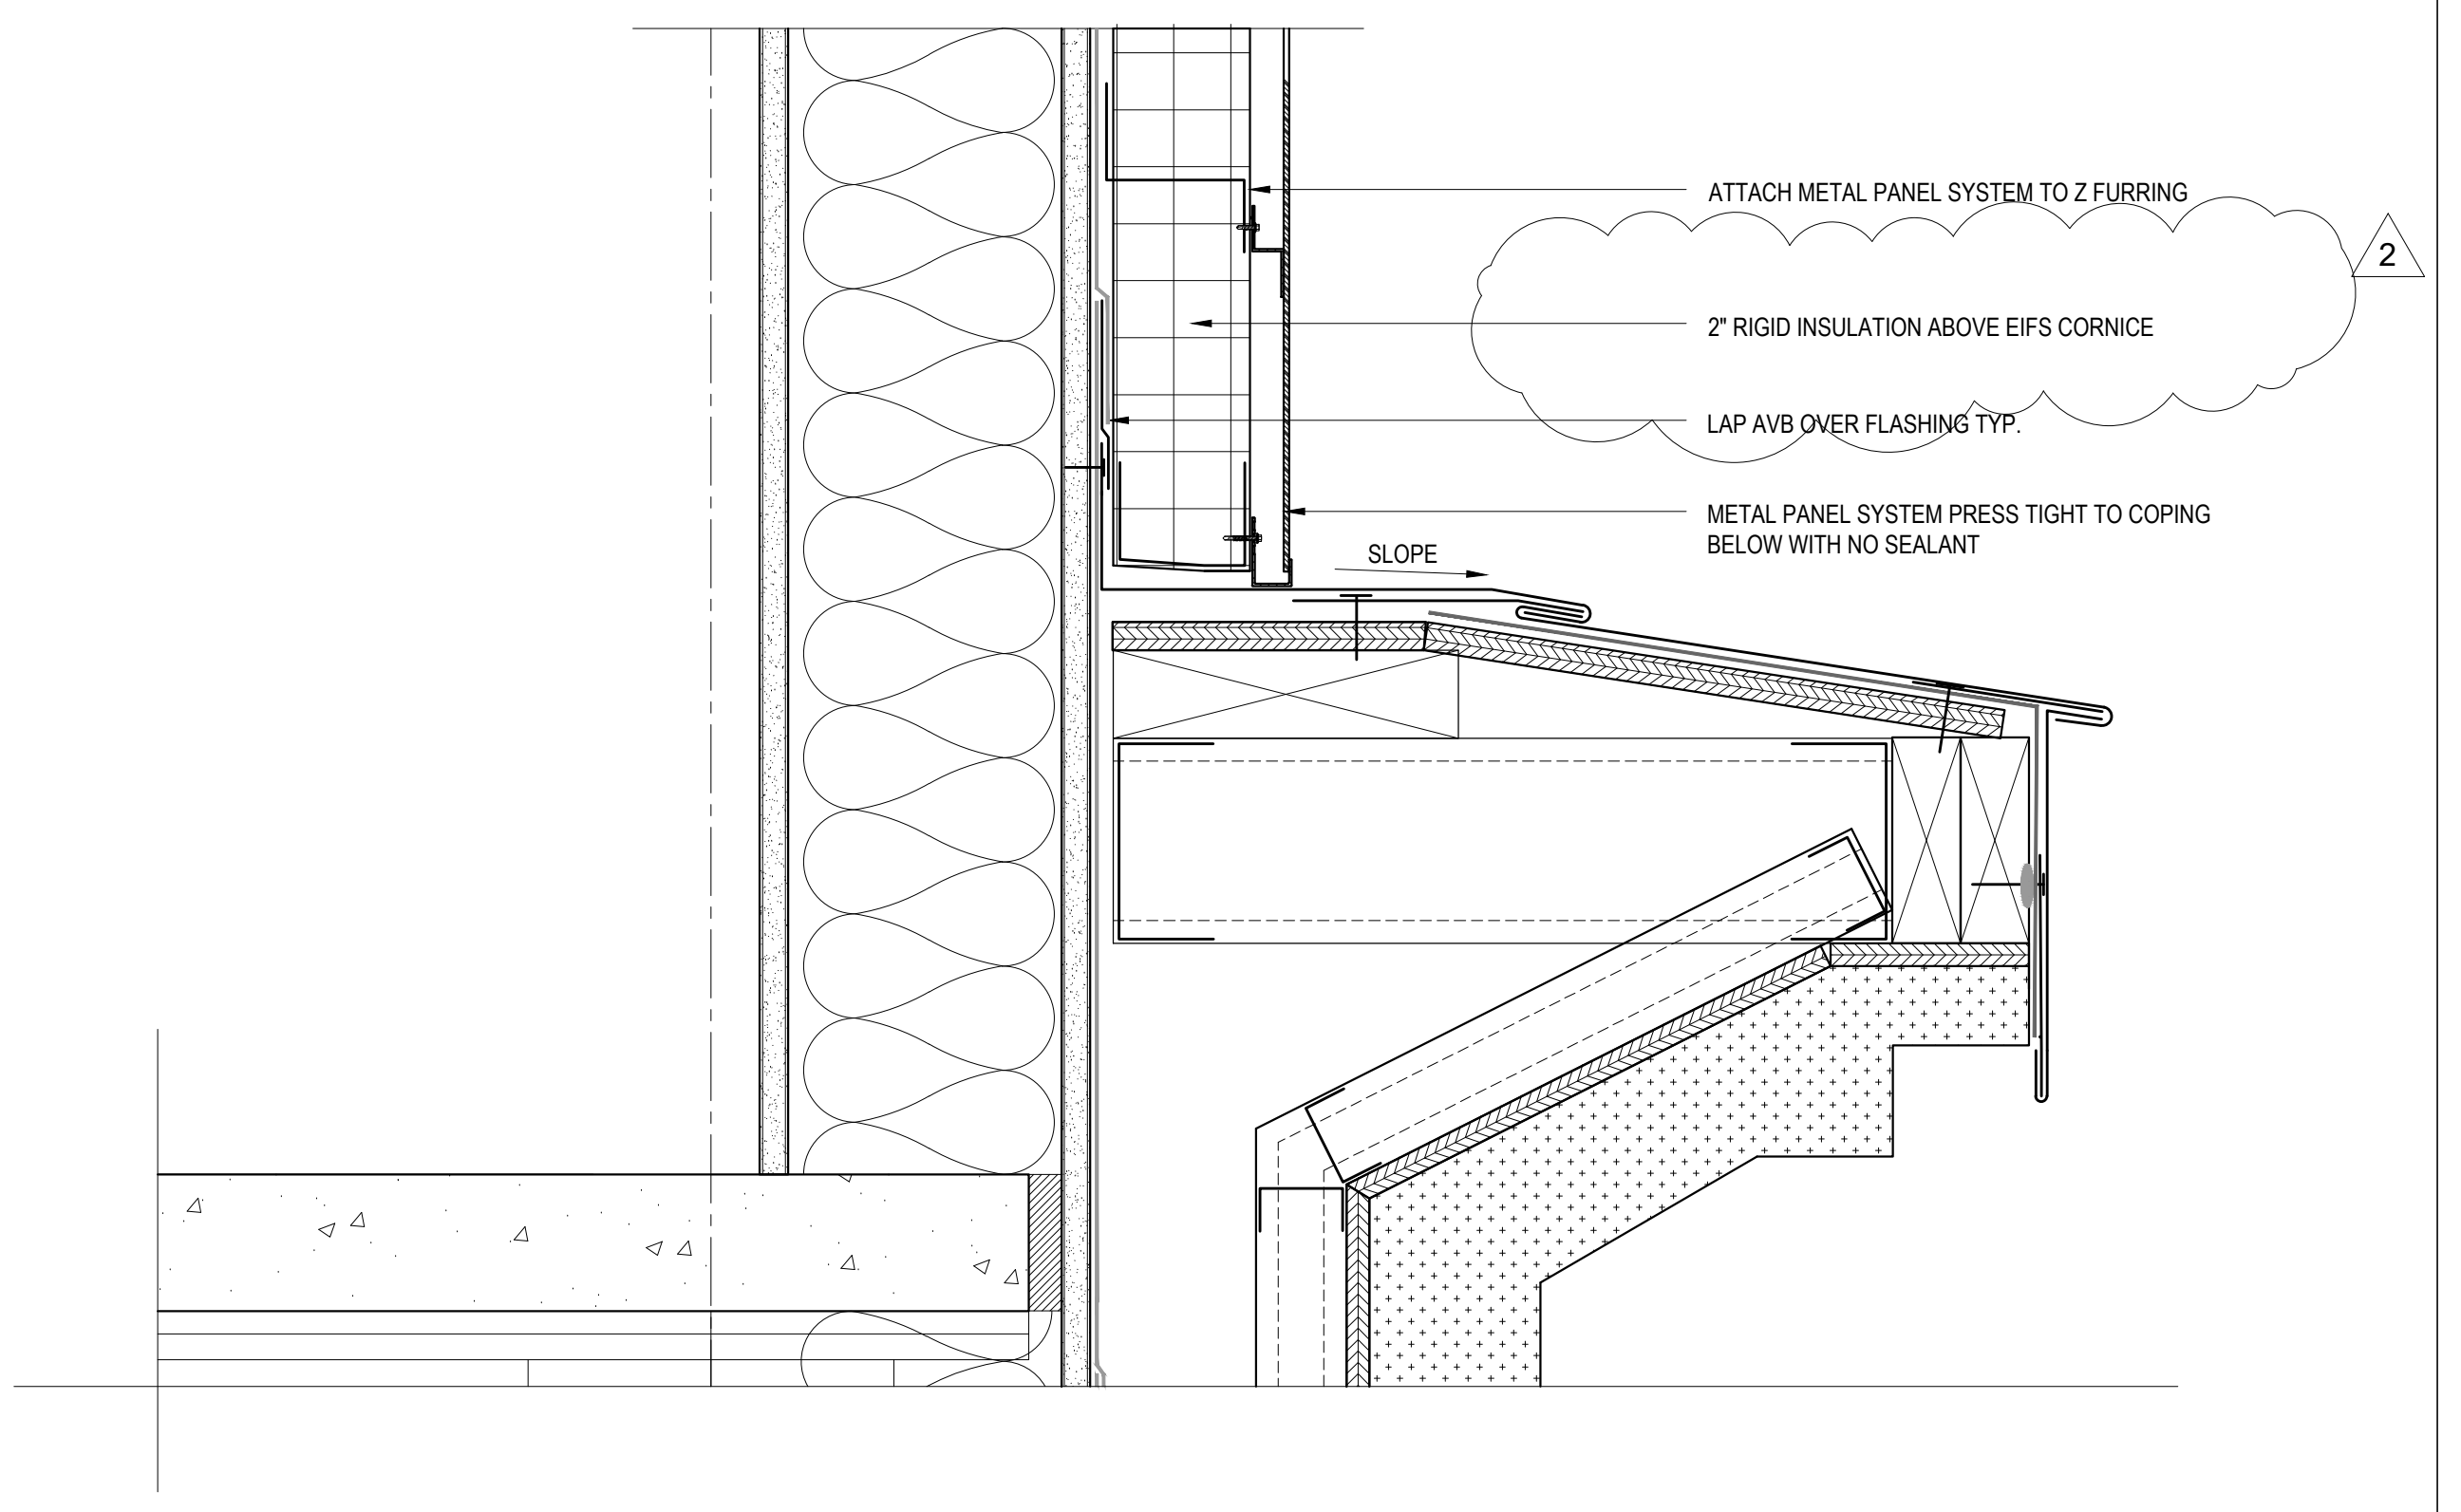 ATTACH METAL PANEL SYSTEM TO Z FURRING
2
2" RIGID INSULATION ABOVE EIFS CORNICE
LAP AVB OVER FLASHING TYP.
METAL PANEL SYSTEM PRESS TIGHT TO COPING
BELOW WITH NO SEALANT
SLOPE